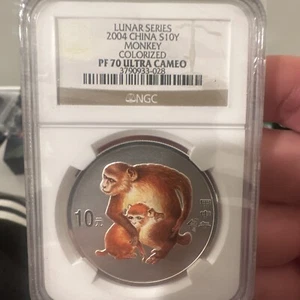 LUNAR SERIES
2004 CHINA S10Y
MONKEY
COLORIZED
PF 70 ULTRA CAMEO
3790933-028
NGC
10元